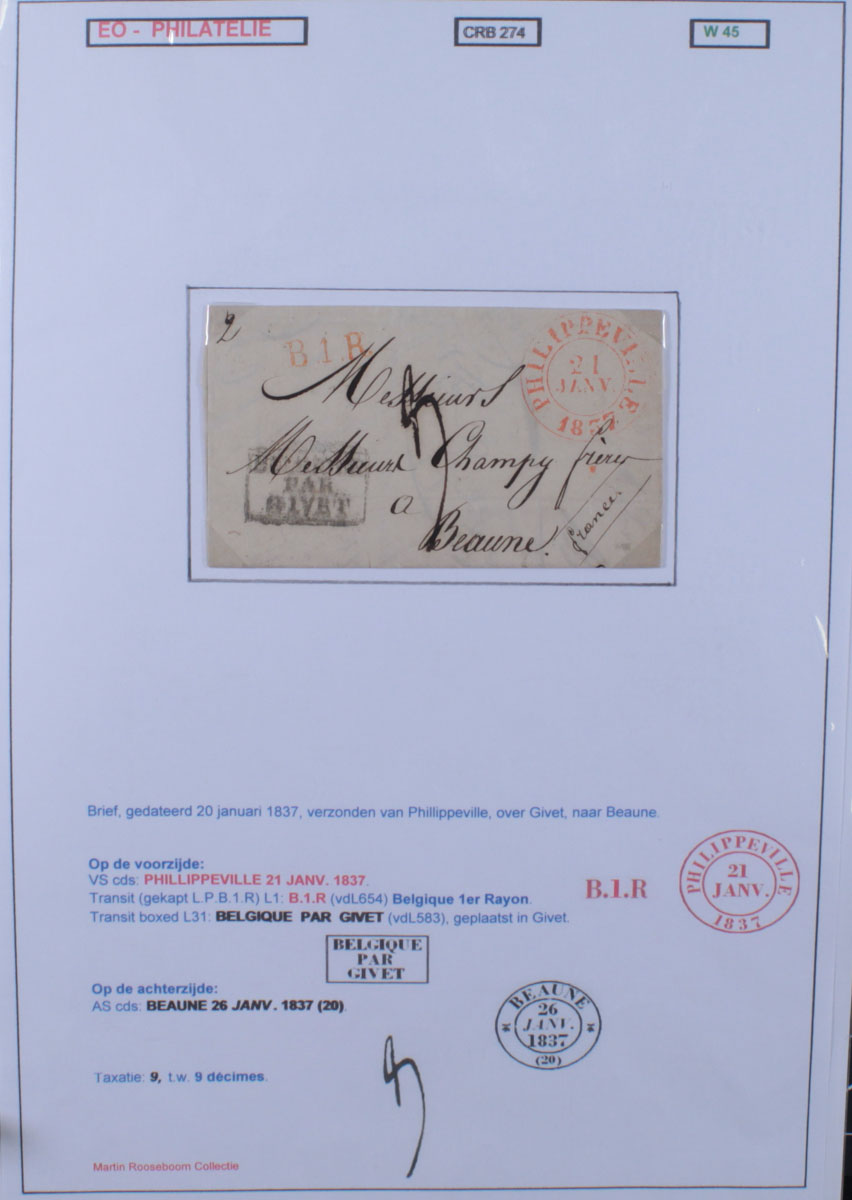 EO - PHILATELIE
CRB 274
W 45
2
B.1.R.
PHILIPPEVILLE
21
JANV.
1837
Messieurs
Messieurs Champy frères
PAR
GIVET
a
9
Beaune.
france.
Brief, gedateerd 20 januari 1837, verzonden van Phillippeville, over Givet, naar Beaune.
Op de voorzijde:
VS cds: PHILLIPPEVILLE 21 JANV. 1837.
Transit (gekapt L.P.B.1.R) L1: B.1.R (vdL654) Belgique 1er Rayon.
Transit boxed L31: BELGIQUE PAR GIVET (vdL583), geplaatst in Givet.
B.1.R
PHILIPPEVILLE
21
JANV.
1837
BELGIQUE
PAR
GIVET
Op de achterzijde:
AS cds: BEAUNE 26 JANV. 1837 (20).
BEAUNE
26
JANV.
1837
(20)
Taxatie: 9, t.w. 9 décimes.
9
Martin Rooseboom Collectie